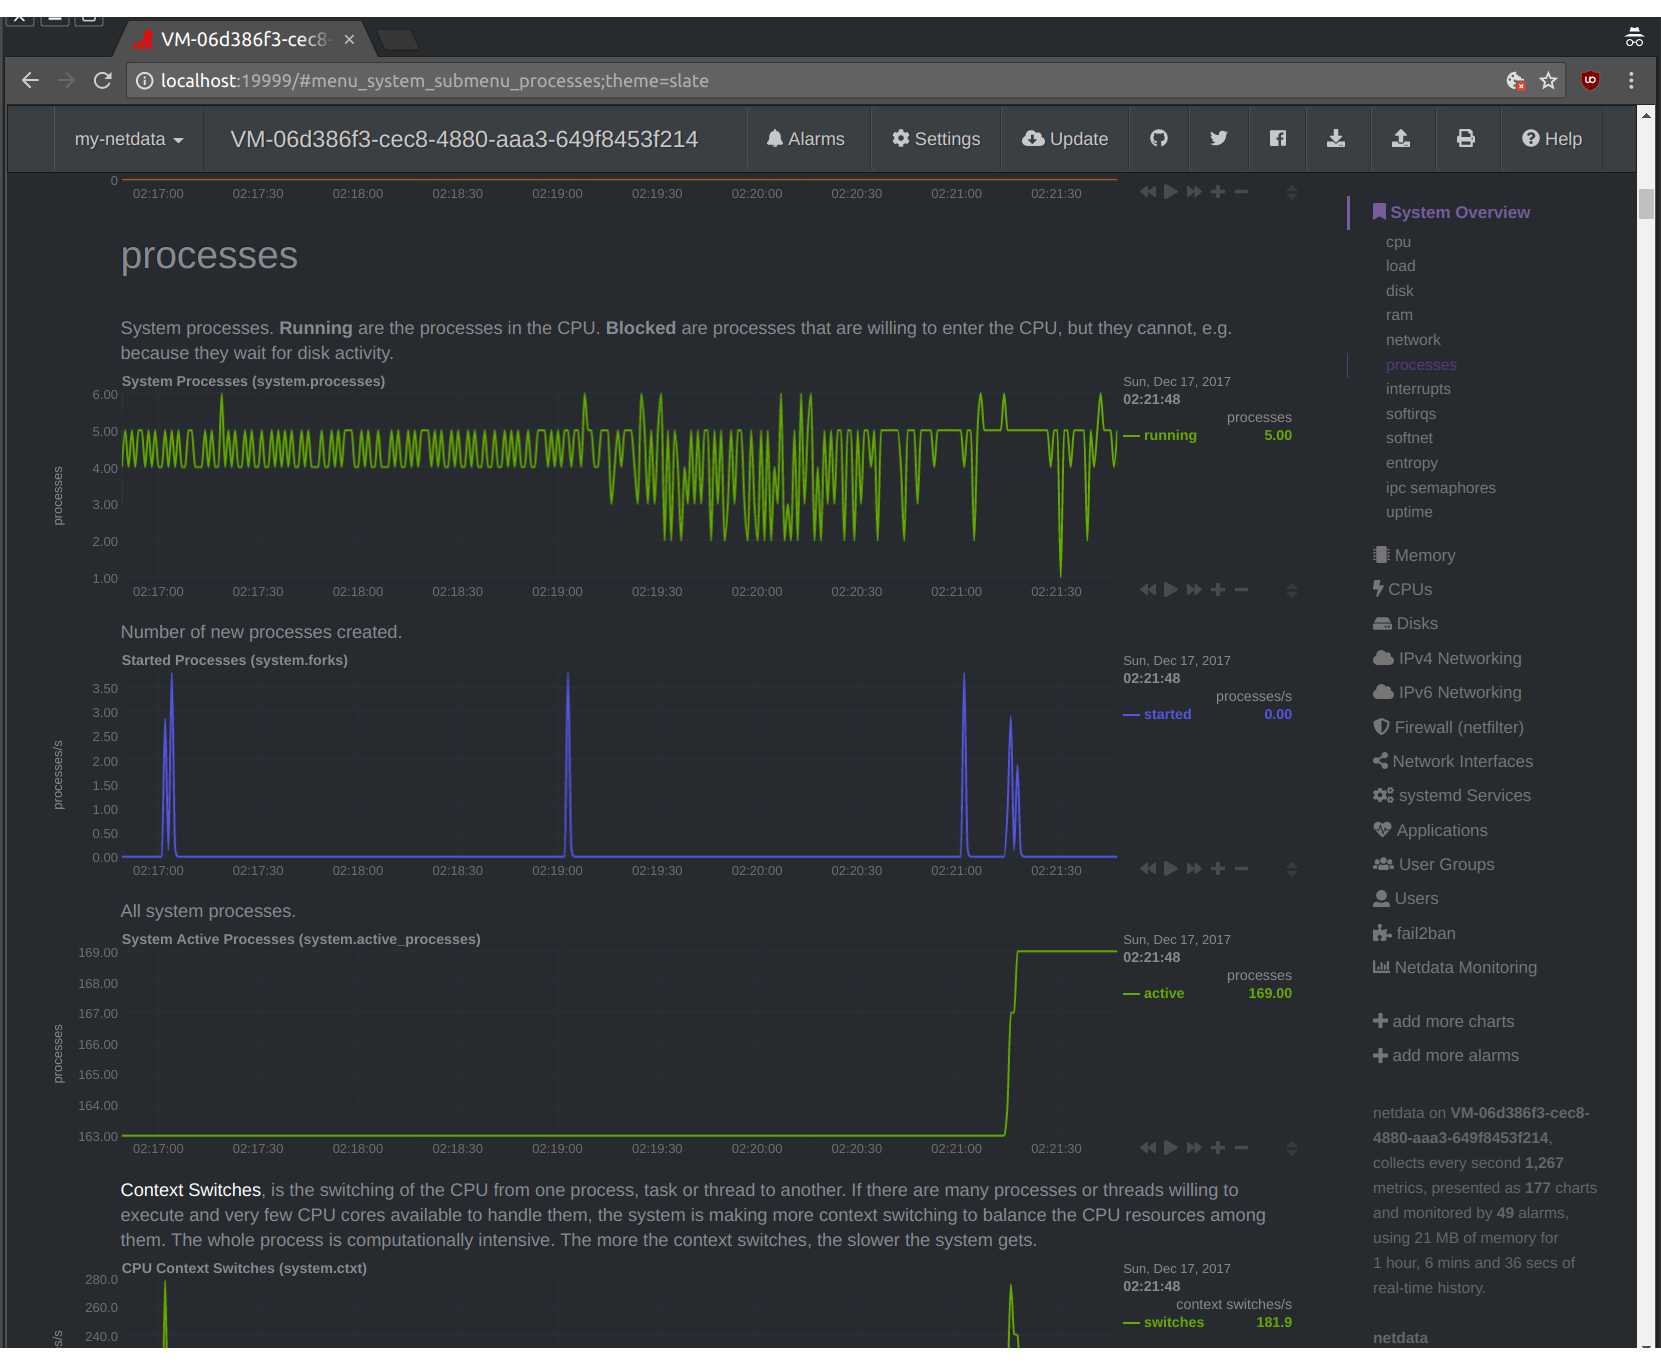 VM-06d386f3-cec8-
localhost:19999/#menu_system_submenu_processes;theme=slate
my-netdata VM-06d386f3-cec8-4880-aaa3-649f8453f214 Alarms Settings Update Help
0
02:17:00 02:17:30 02:18:00 02:18:30 02:19:00 02:19:30 02:20:00 02:20:30 02:21:00 02:21:30
processes
System processes. Running are the processes in the CPU. Blocked are processes that are willing to enter the CPU, but they cannot, e.g.
because they wait for disk activity.
System Processes (system.processes)
Sun, Dec 17, 2017
02:21:48
processes
running 5.00
6.00
5.00
4.00
3.00
2.00
1.00
processes
02:17:00 02:17:30 02:18:00 02:18:30 02:19:00 02:19:30 02:20:00 02:20:30 02:21:00 02:21:30
Number of new processes created.
Started Processes (system.forks)
Sun, Dec 17, 2017
02:21:48
processes/s
started 0.00
3.50
3.00
2.50
2.00
1.50
1.00
0.50
0.00
processes/s
02:17:00 02:17:30 02:18:00 02:18:30 02:19:00 02:19:30 02:20:00 02:20:30 02:21:00 02:21:30
All system processes.
System Active Processes (system.active_processes)
Sun, Dec 17, 2017
02:21:48
processes
active 169.00
169.00
168.00
167.00
166.00
165.00
164.00
163.00
processes
02:17:00 02:17:30 02:18:00 02:18:30 02:19:00 02:19:30 02:20:00 02:20:30 02:21:00 02:21:30
Context Switches, is the switching of the CPU from one process, task or thread to another. If there are many processes or threads willing to
execute and very few CPU cores available to handle them, the system is making more context switching to balance the CPU resources among
them. The whole process is computationally intensive. The more the context switches, the slower the system gets.
CPU Context Switches (system.ctxt)
Sun, Dec 17, 2017
02:21:48
context switches/s
switches 181.9
280.0
260.0
240.0
s/s
System Overview
cpu
load
disk
ram
network
processes
interrupts
softirqs
softnet
entropy
ipc semaphores
uptime
Memory
CPUs
Disks
IPv4 Networking
IPv6 Networking
Firewall (netfilter)
Network Interfaces
systemd Services
Applications
User Groups
Users
fail2ban
Netdata Monitoring
add more charts
add more alarms
netdata on VM-06d386f3-cec8-
4880-aaa3-649f8453f214,
collects every second 1,267
metrics, presented as 177 charts
and monitored by 49 alarms,
using 21 MB of memory for
1 hour, 6 mins and 36 secs of
real-time history.
netdata